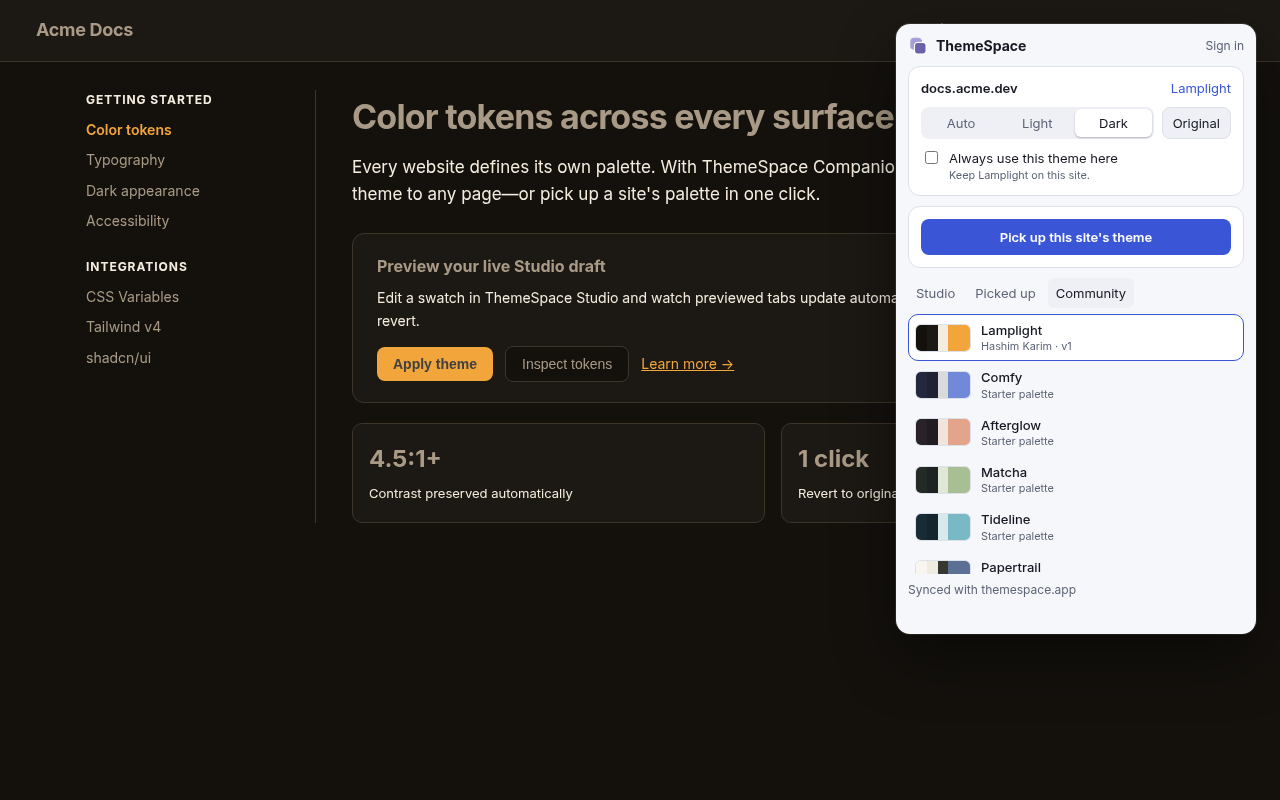 Acme Docs
GETTING STARTED
Color tokens
Typography
Dark appearance
Accessibility
INTEGRATIONS
CSS Variables
Tailwind v4
shadcn/ui
Color tokens across every surface
Every website defines its own palette. With ThemeSpace
theme to any page—or pick up a site's palette in one click.
Preview your live Studio draft
Edit a swatch in ThemeSpace Studio and watch previewed tabs update
revert.
Apply theme
Inspect tokens
Learn more →
4.5:1+
Contrast preserved automatically
1 click
Revert to
ThemeSpace
Sign in
docs.acme.dev
Lamplight
Auto
Light
Dark
Original
Always use this theme here
Keep Lamplight on this site.
Pick up this site's theme
Studio
Picked up
Community
Lamplight
Hashim Karim · v1
Comfy
Starter palette
Afterglow
Starter palette
Matcha
Starter palette
Tideline
Starter palette
Papertrail
Synced with themespace.app